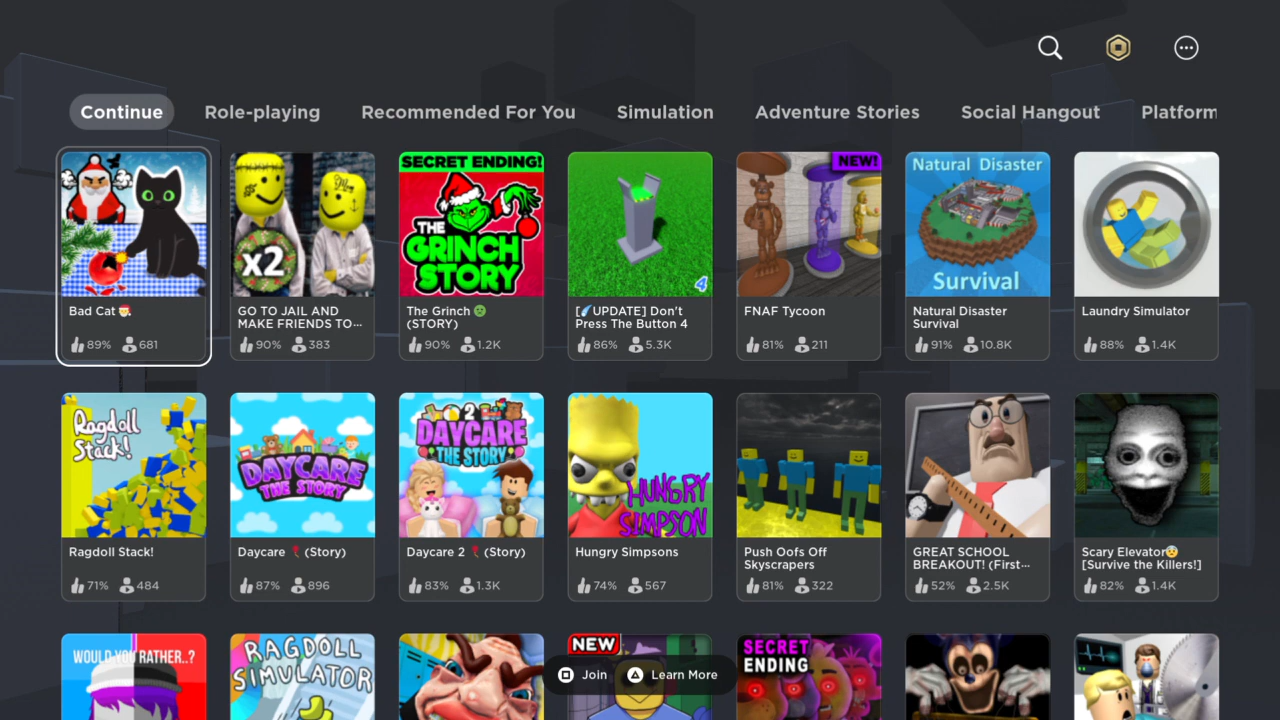 Continue
Role-playing
Recommended For You
Simulation
Adventure Stories
Social Hangout
Platform
x2
SECRET ENDING!
THE
GRINCH
STORY
4
NEW!
Natural Disaster
Survival
Bad Cat🎅
89% 681
GO TO JAIL AND
MAKE FRIENDS TO...
90% 383
The Grinch 🤢
(STORY)
90% 1.2K
[🌠UPDATE] Don't
Press The Button 4
86% 5.3K
FNAF Tycoon
81% 211
Natural Disaster
Survival
91% 10.8K
Laundry Simulator
88% 1.4K
Ragdoll
Stack!
DAYCARE
THE STORY
2
DAYCARE
THE STORY
HUNGRY
SIMPSON
Ragdoll Stack!
71% 484
Daycare 🌹 (Story)
87% 896
Daycare 2 🌹 (Story)
83% 1.3K
Hungry Simpsons
74% 567
Push Oofs Off
Skyscrapers
81% 322
GREAT SCHOOL
BREAKOUT! (First...
52% 2.5K
Scary Elevator😨
[Survive the Killers!]
82% 1.4K
WOULD YOU RATHER..?
RAGDOLL
SIMULATOR
NEW
SECRET
ENDING
Join
Learn More